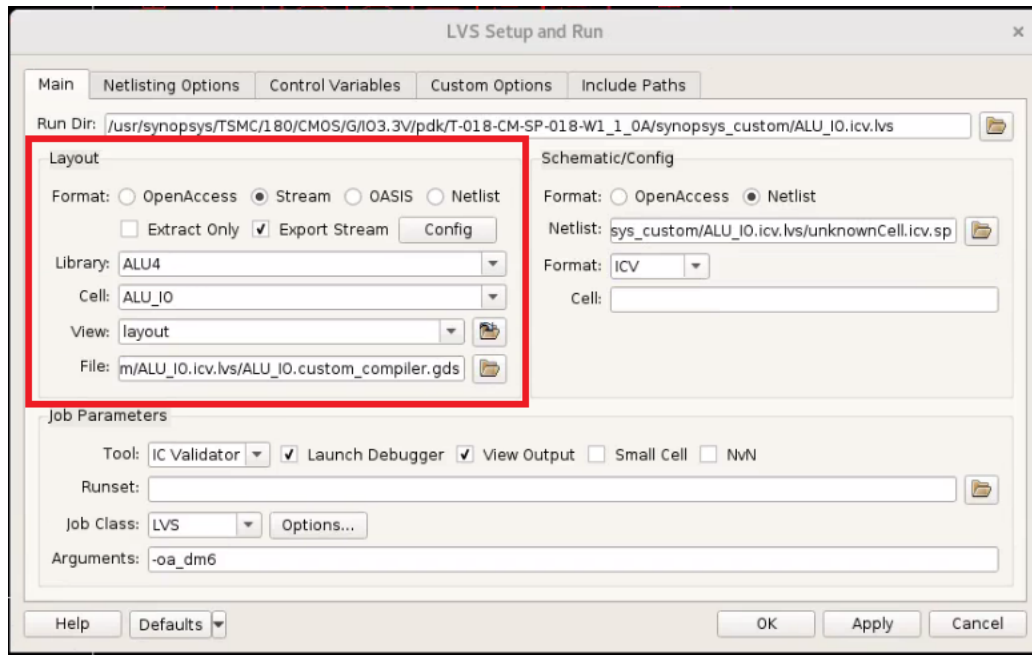 LVS Setup and Run
Main Netlisting Options Control Variables Custom Options Include Paths
Run Dir: /usr/synopsys/TSMC/180/CMOS/G/IO3.3V/pdk/T-018-CM-SP-018-W1_1_0A/synopsys_custom/ALU_IO.icv.lvs
Layout
Format: OpenAccess Stream OASIS Netlist
Extract Only Export Stream Config
Library: ALU4
Cell: ALU_IO
View: layout
File: m/ALU_IO.icv.lvs/ALU_IO.custom_compiler.gds
Schematic/Config
Format: OpenAccess Netlist
Netlist: sys_custom/ALU_IO.icv.lvs/unknownCell.icv.sp
Format: ICV
Cell:
Job Parameters
Tool: IC Validator Launch Debugger View Output Small Cell NvN
Runset:
Job Class: LVS Options...
Arguments: -oa_dm6
Help Defaults OK Apply Cancel